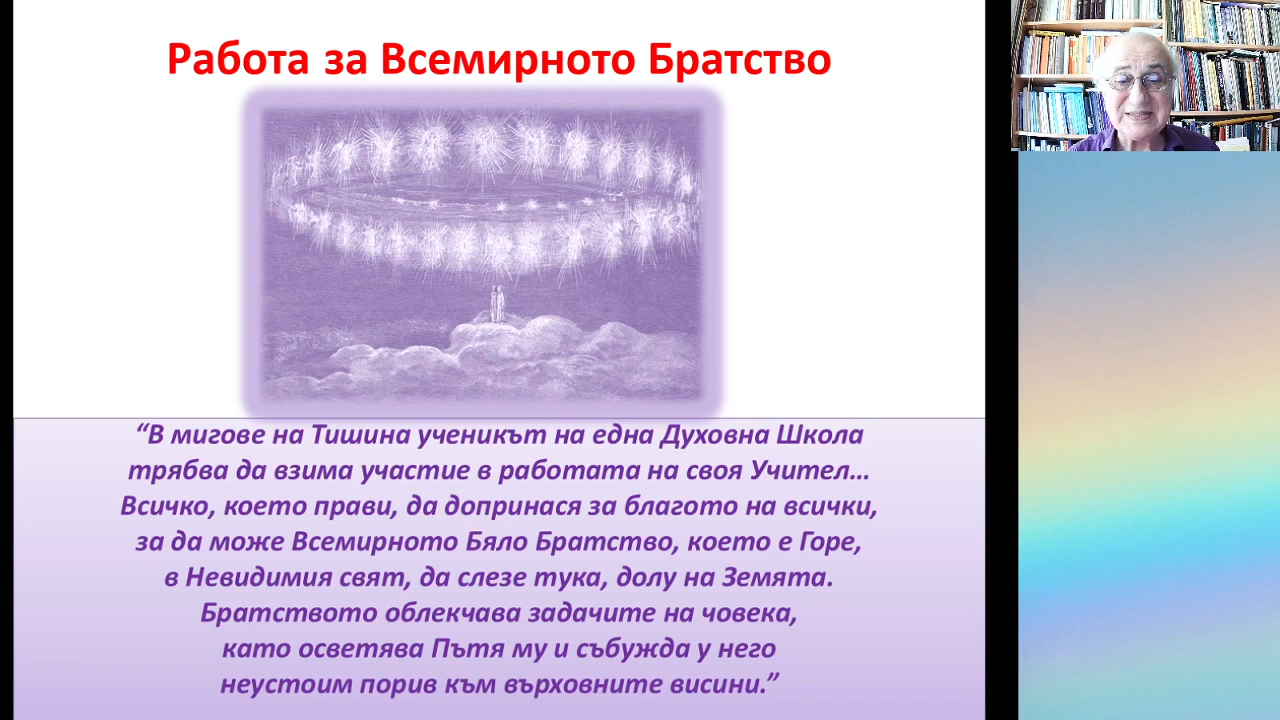 Работа за Всемирното Братство
“В мигове на Тишина ученикът на една Духовна Школа
трябва да взима участие в работата на своя Учител...
Всичко, което прави, да допринася за благото на всички,
за да може Всемирното Бяло Братство, което е Горе,
в Невидимия свят, да слезе тука, долу на Земята.
Братството облекчава задачите на човека,
като осветява Пътя му и събужда у него
неустоим порив към върховните висини.”